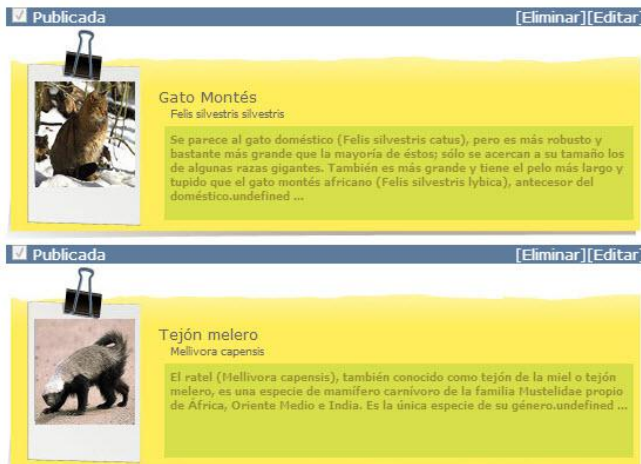 Publicada [Eliminar][Editar]
Gato Montés
Felis silvestris silvestris
Se parece al gato doméstico (Felis silvestris catus), pero es más robusto y
bastante más grande que la mayoría de éstos; sólo se acercan a su tamaño los
de algunas razas gigantes. También es más grande y tiene el pelo más largo y
tupido que el gato montés africano (Felis silvestris lybica), antecesor del
doméstico.undefined ...
Publicada [Eliminar][Editar]
Tejón melero
Mellivora capensis
El ratel (Mellivora capensis), también conocido como tejón de la miel o tejón
melero, es una especie de mamífero carnívoro de la familia Mustelidae propio
de África, Oriente Medio e India. Es la única especie de su género.undefined ...